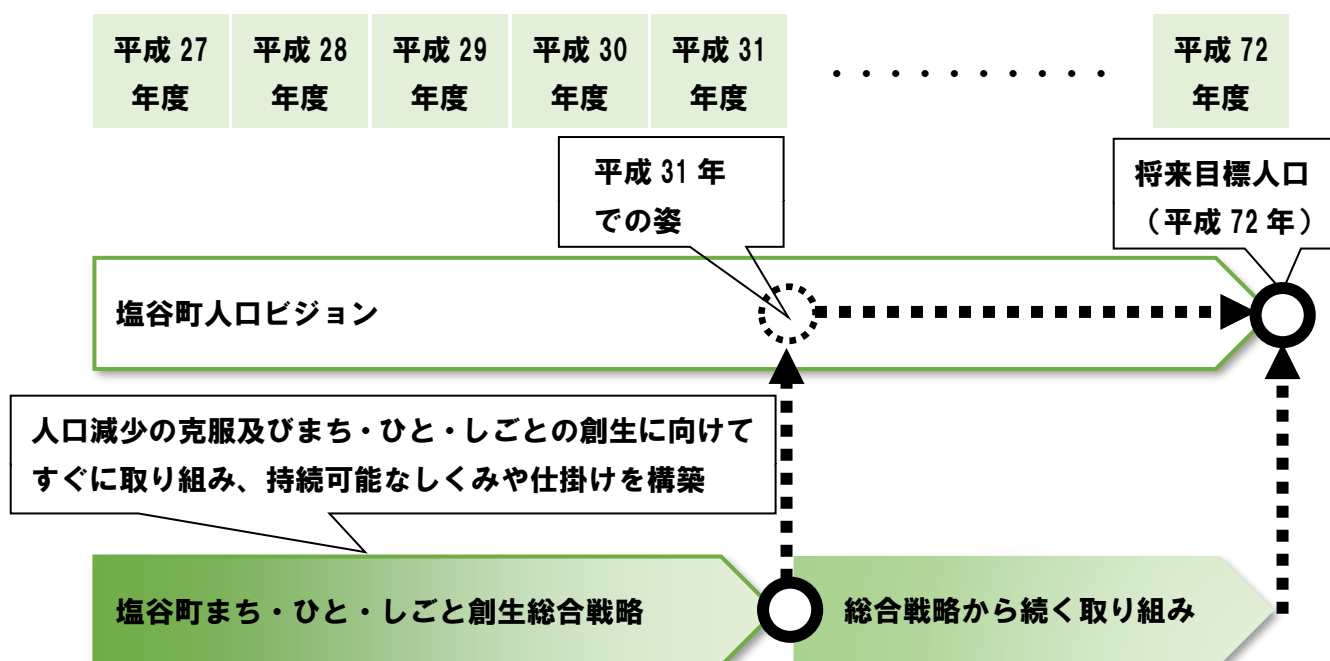 平成 27
年度
平成 28
年度
平成 29
年度
平成 30
年度
平成 31
年度
・・・・・・・・・・
平成 72
年度
平成 31 年
での姿
将来目標人口
（平成 72 年）
塩谷町人口ビジョン
人口減少の克服及びまち・ひと・しごとの創生に向けて
すぐに取り組み、持続可能なしくみや仕掛けを構築
塩谷町まち・ひと・しごと創生総合戦略
総合戦略から続く取り組み